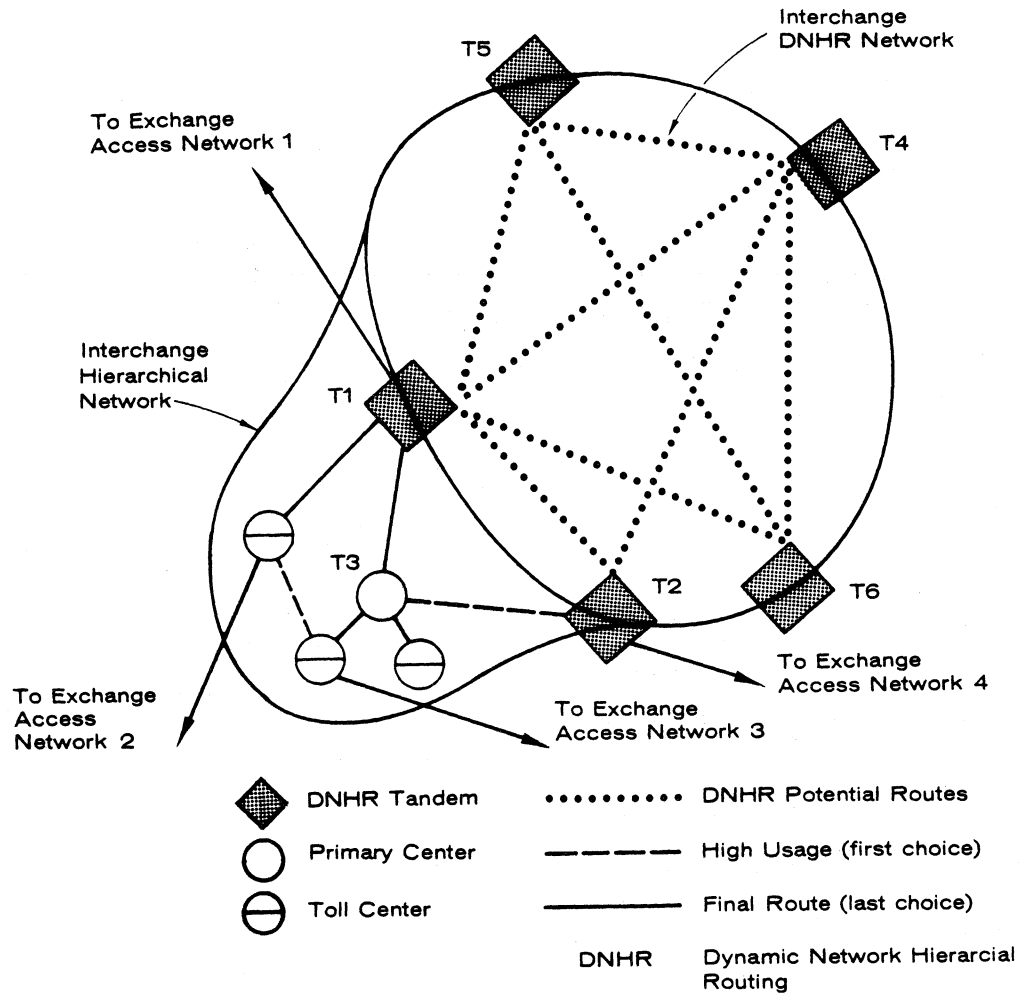 Interchange
DNHR Network
T5
To Exchange
Access Network 1
T4
Interchange
Hierarchical
Network
T1
T3
T2
T6
To Exchange
Access Network 4
To Exchange
Access
Network 2
To Exchange
Access Network 3
DNHR Tandem
DNHR Potential Routes
Primary Center
High Usage (first choice)
Toll Center
Final Route (last choice)
DNHR Dynamic Network Hierarcial
Routing